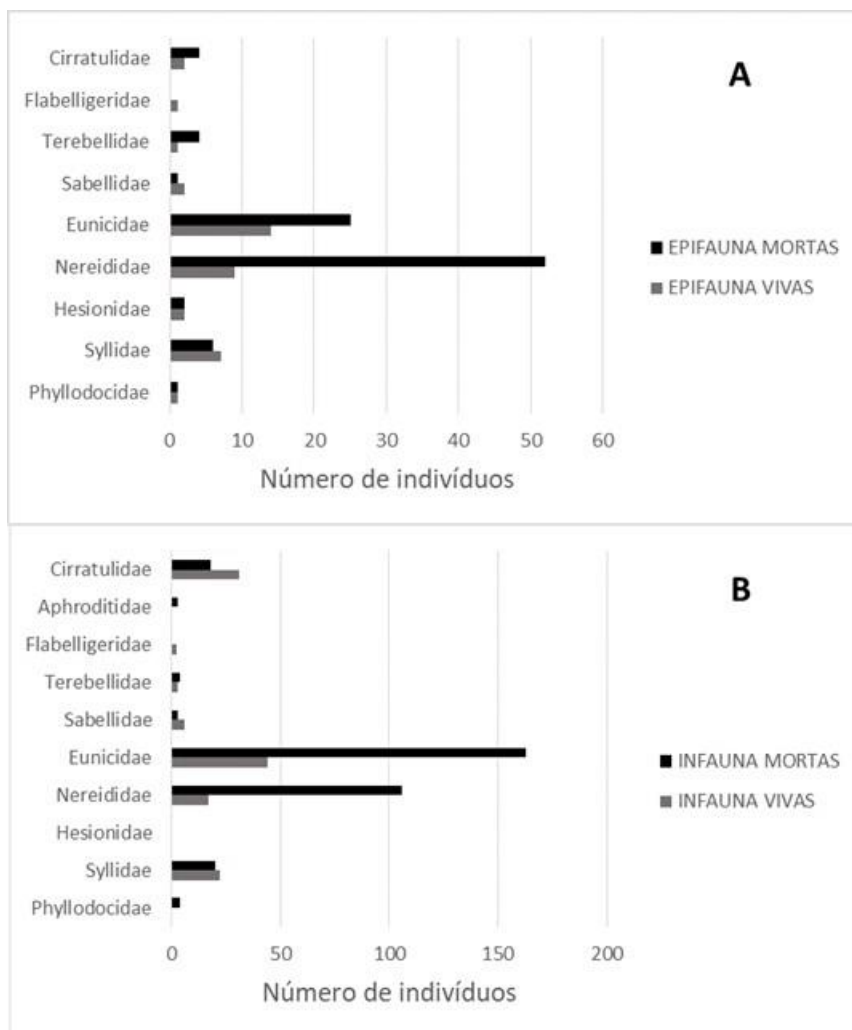 A
Cirratulidae
Flabelligeridae
Terebellidae
Sabellidae
Eunicidae
Nereididae
Hesionidae
Syllidae
Phyllodocidae
EPIFAUNA MORTAS
EPIFAUNA VIVAS
0 10 20 30 40 50 60
Número de indivíduos
B
Cirratulidae
Aphroditidae
Flabelligeridae
Terebellidae
Sabellidae
Eunicidae
Nereididae
Hesionidae
Syllidae
Phyllodocidae
INFAUNA MORTAS
INFAUNA VIVAS
0 50 100 150 200
Número de indivíduos